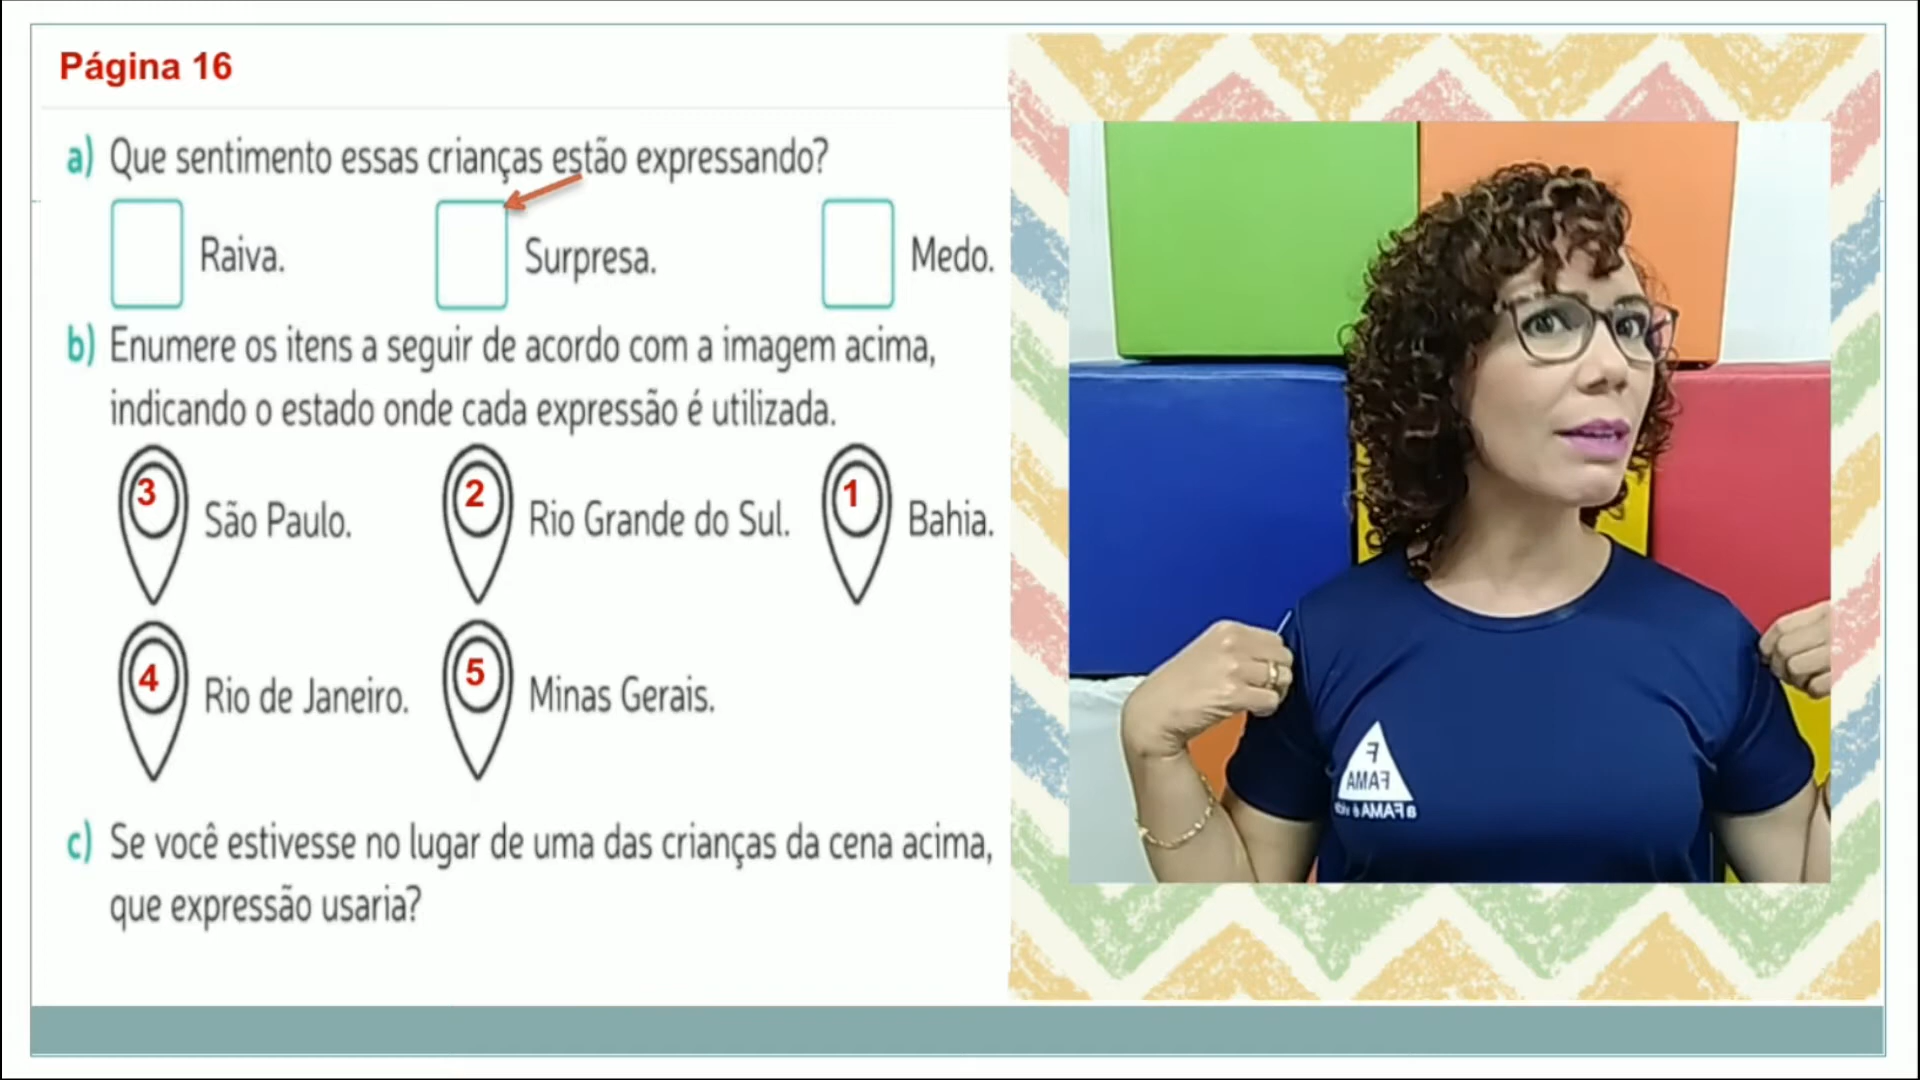 Página 16
a) Que sentimento essas crianças estão expressando?
Raiva.
Surpresa.
Medo.
b) Enumere os itens a seguir de acordo com a imagem acima,
indicando o estado onde cada expressão é utilizada.
3 São Paulo.
2 Rio Grande do Sul.
1 Bahia.
4 Rio de Janeiro.
5 Minas Gerais.
c) Se você estivesse no lugar de uma das crianças da cena acima,
que expressão usaria?
F
FAMA
a FAMA é